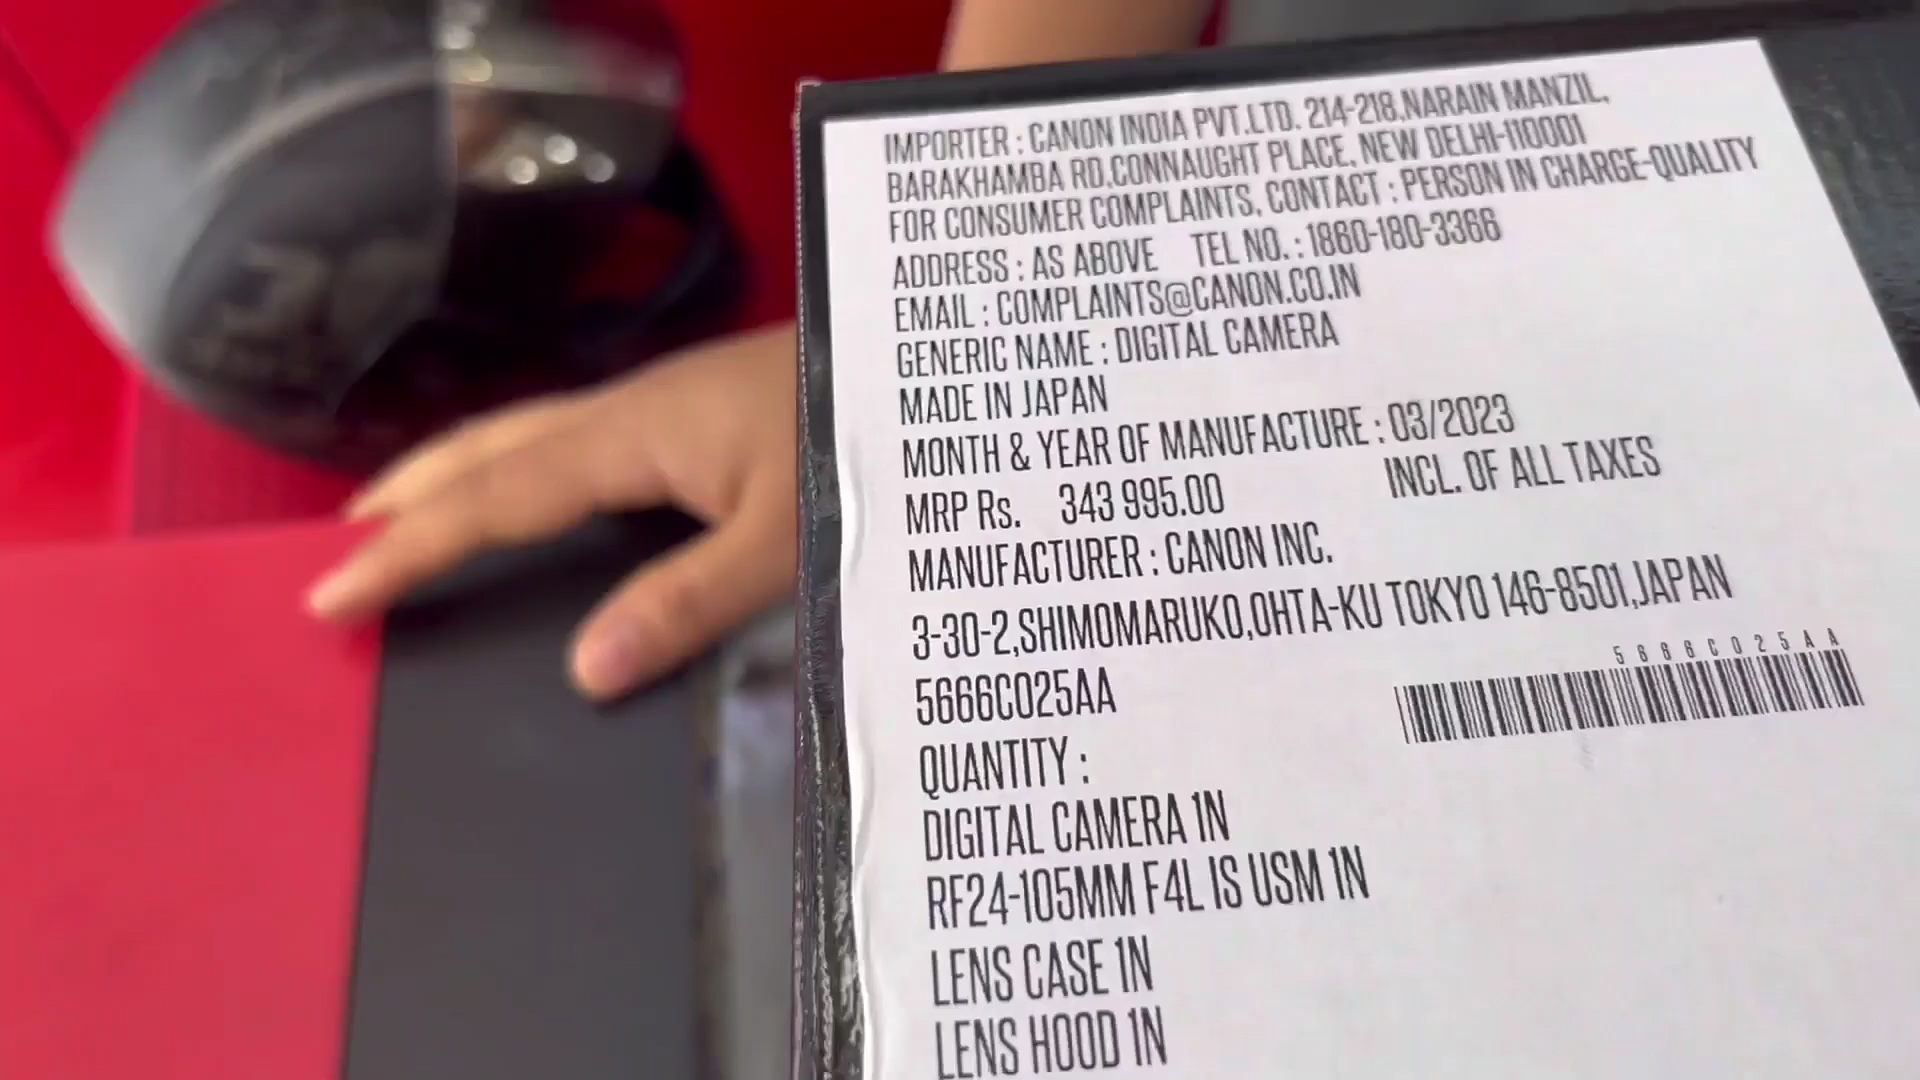 IMPORTER : CANON INDIA PVT.LTD. 214-218,NARAIN MANZIL,
BARAKHAMBA RD,CONNAUGHT PLACE, NEW DELHI-110001
FOR CONSUMER COMPLAINTS, CONTACT : PERSON IN CHARGE-QUALITY
ADDRESS : AS ABOVE TEL NO. : 1860-180-3366
EMAIL : COMPLAINTS@CANON.CO.IN
GENERIC NAME : DIGITAL CAMERA
MADE IN JAPAN
MONTH & YEAR OF MANUFACTURE : 03/2023
MRP Rs. 343 995.00 INCL. OF ALL TAXES
MANUFACTURER : CANON INC.
3-30-2,SHIMOMARUKO,OHTA-KU TOKYO 146-8501,JAPAN
5666C025AA
5666C025AA
QUANTITY :
DIGITAL CAMERA 1N
RF24-105MM F4L IS USM 1N
LENS CASE 1N
LENS HOOD 1N